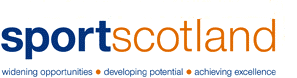 sportscotland
widening opportunities • developing potential • achieving excellence